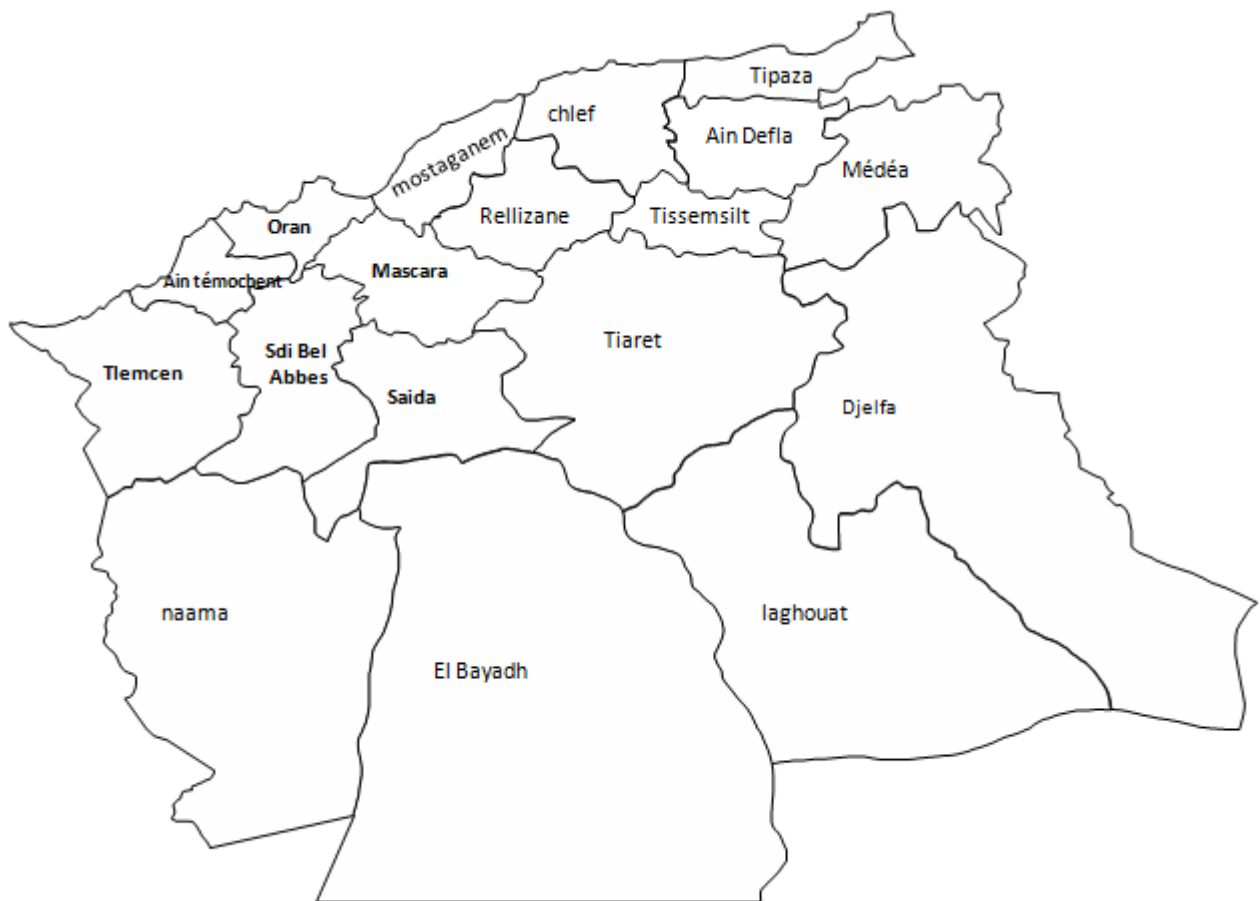 Tipaza
chlef
Ain Defla
mostaganem
Médéa
Rellizane
Tissemsilt
Oran
Mascara
Ain témochent
Tiaret
Sdi Bel
Abbes
Tlemcen
Saida
Djelfa
naama
laghouat
El Bayadh